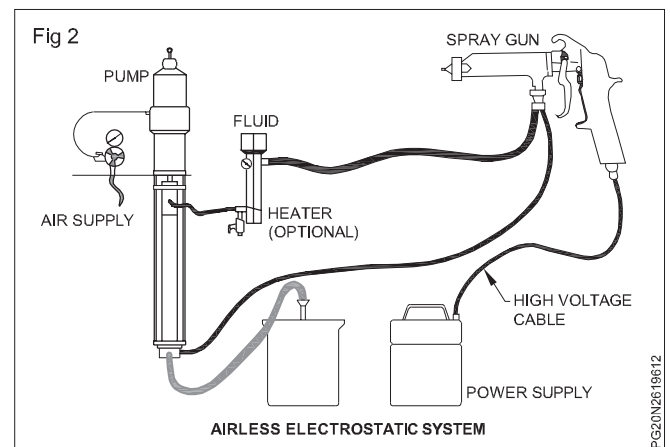 Fig 2
SPRAY GUN
PUMP
FLUID
AIR SUPPLY
HEATER
(OPTIONAL)
HIGH VOLTAGE
CABLE
POWER SUPPLY
AIRLESS ELECTROSTATIC SYSTEM
PG20N2619612